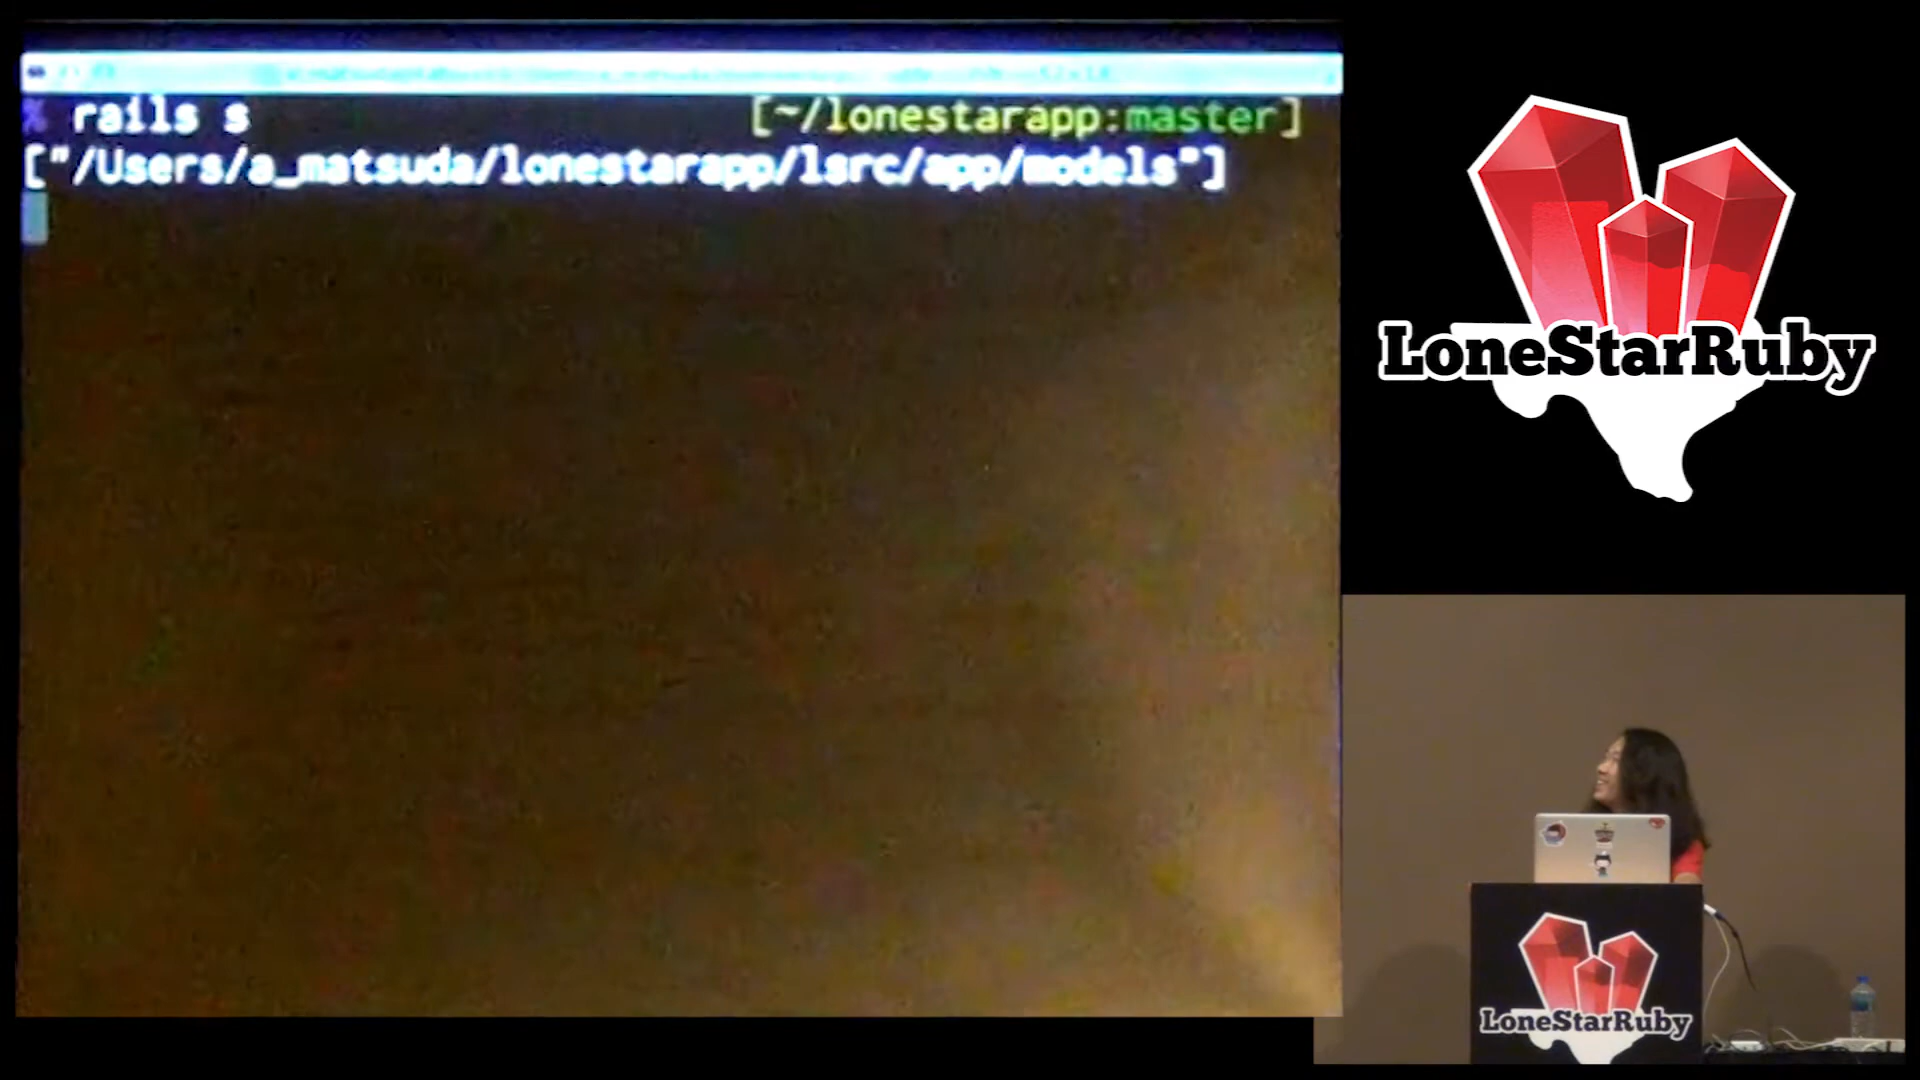 % rails s [~/lonestarapp:master]
["/Users/a_matsuda/lonestarapp/lsrc/app/models"]
LoneStarRuby
LoneStarRuby